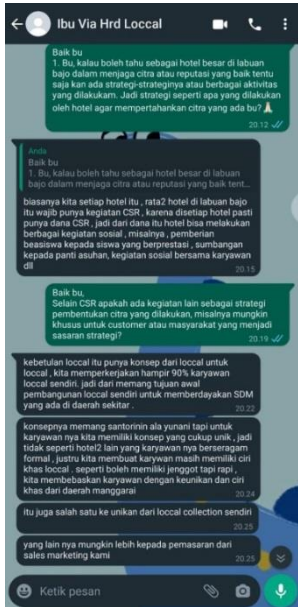 Ibu Via Hrd Loccal
Baik bu
1. Bu, kalau boleh tahu sebagai hotel besar di labuan
bajo dalam menjaga citra atau reputasi yang baik tentu
saja kan ada strategi-strateginya atau berbagai aktivitas
yang dilakukam. Jadi strategi seperti apa yang dilakukan
oleh hotel agar mempertahankan citra yang ada bu?🙏
20.12
Anda
Baik bu
1. Bu, kalau boleh tahu sebagai hotel besar di labuan
bajo dalam menjaga citra atau reputasi yang baik tent...
biasanya kita setiap hotel itu , rata2 hotel di labuan bajo
itu wajib punya kegiatan CSR , karena disetiap hotel pasti
punya dana CSR , jadi dari dana itu hotel bisa melakukan
berbagai kegiatan sosial , misalnya , pemberian
beasiswa kepada siswa yang berprestasi , sumbangan
kepada panti asuhan, kegiatan sosial bersama karyawan
dll
20.15
Baik bu,
Selain CSR apakah ada kegiatan lain sebagai strategi
pembentukan citra yang dilakukan, misalnya mungkin
khusus untuk customer atau masyarakat yang menjadi
sasaran strategi?
20.19
kebetulan loccal itu punya konsep dari loccal untuk
loccal , kita memperkerjakan hampir 90% karyawan
loccal sendiri. jadi dari memang tujuan awal
pembangunan loccal sendiri untuk memberdayakan SDM
yang ada di daerah sekitar .
20.22
konsepnya memang santorinin ala yunani tapi untuk
karyawan nya kita memiliki konsep yang cukup unik , jadi
tidak seperti hotel2 lain yang karyawan nya berseragam
formal , justru kita membuat karywan masih memiliki ciri
khas loccal . seperti boleh memiliki jenggot tapi rapi ,
kita membebaskan karyawan dengan keunikan dan ciri
khas dari daerah manggarai
20.24
itu juga salah satu ke unikan dari loccal collection sendiri
20.25
yang lain nya mungkin lebih kepada pemasaran dari
sales marketing kami
20.25
Ketik pesan